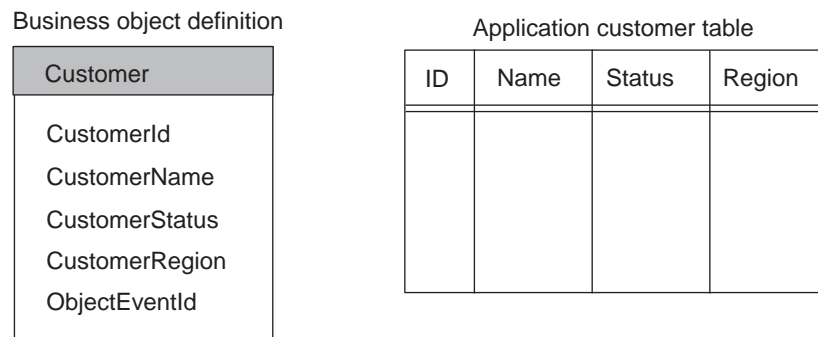 Business object definition
Customer
CustomerId
CustomerName
CustomerStatus
CustomerRegion
ObjectEventId
Application customer table
ID Name Status Region